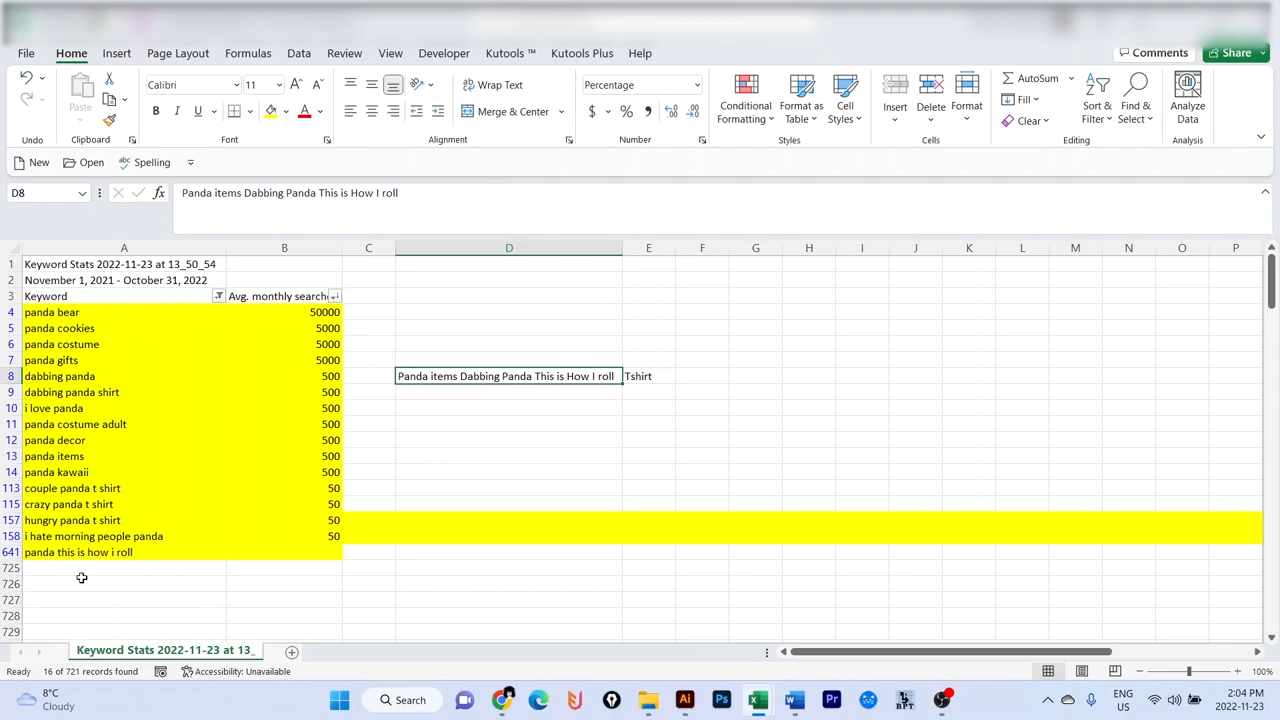 File Home Insert Page Layout Formulas Data Review View Developer Kutools ™ Kutools Plus Help Comments Share
Calibri 11 Wrap Text Percentage AutoSum
Paste Conditional Formatting Format as Table Cell Styles Insert Delete Format Fill Sort Filter Find & Select Analyze Data
B I U Merge & Center $ % Clear
Undo Clipboard Font Alignment Number Styles Cells Editing Analysis
New Open Spelling
D8 fx Panda items Dabbing Panda This is How I roll
A B C D E F G H I J K L M N O P
1 Keyword Stats 2022-11-23 at 13_50_54
2 November 1, 2021 - October 31, 2022
3 Keyword Avg. monthly searche
4 panda bear 50000
5 panda cookies 5000
6 panda costume 5000
7 panda gifts 5000
8 dabbing panda 500 Panda items Dabbing Panda This is How I roll Tshirt
9 dabbing panda shirt 500
10 i love panda 500
11 panda costume adult 500
12 panda decor 500
13 panda items 500
14 panda kawaii 500
113 couple panda t shirt 50
115 crazy panda t shirt 50
157 hungry panda t shirt 50
158 i hate morning people panda 50
641 panda this is how i roll
725
726
727
728
729
Keyword Stats 2022-11-23 at 13_
Ready 16 of 721 records found Accessibility: Unavailable 100%
8°C
Cloudy
Search
Ai Ps Pr
ENG
US
2:04 PM
2022-11-23